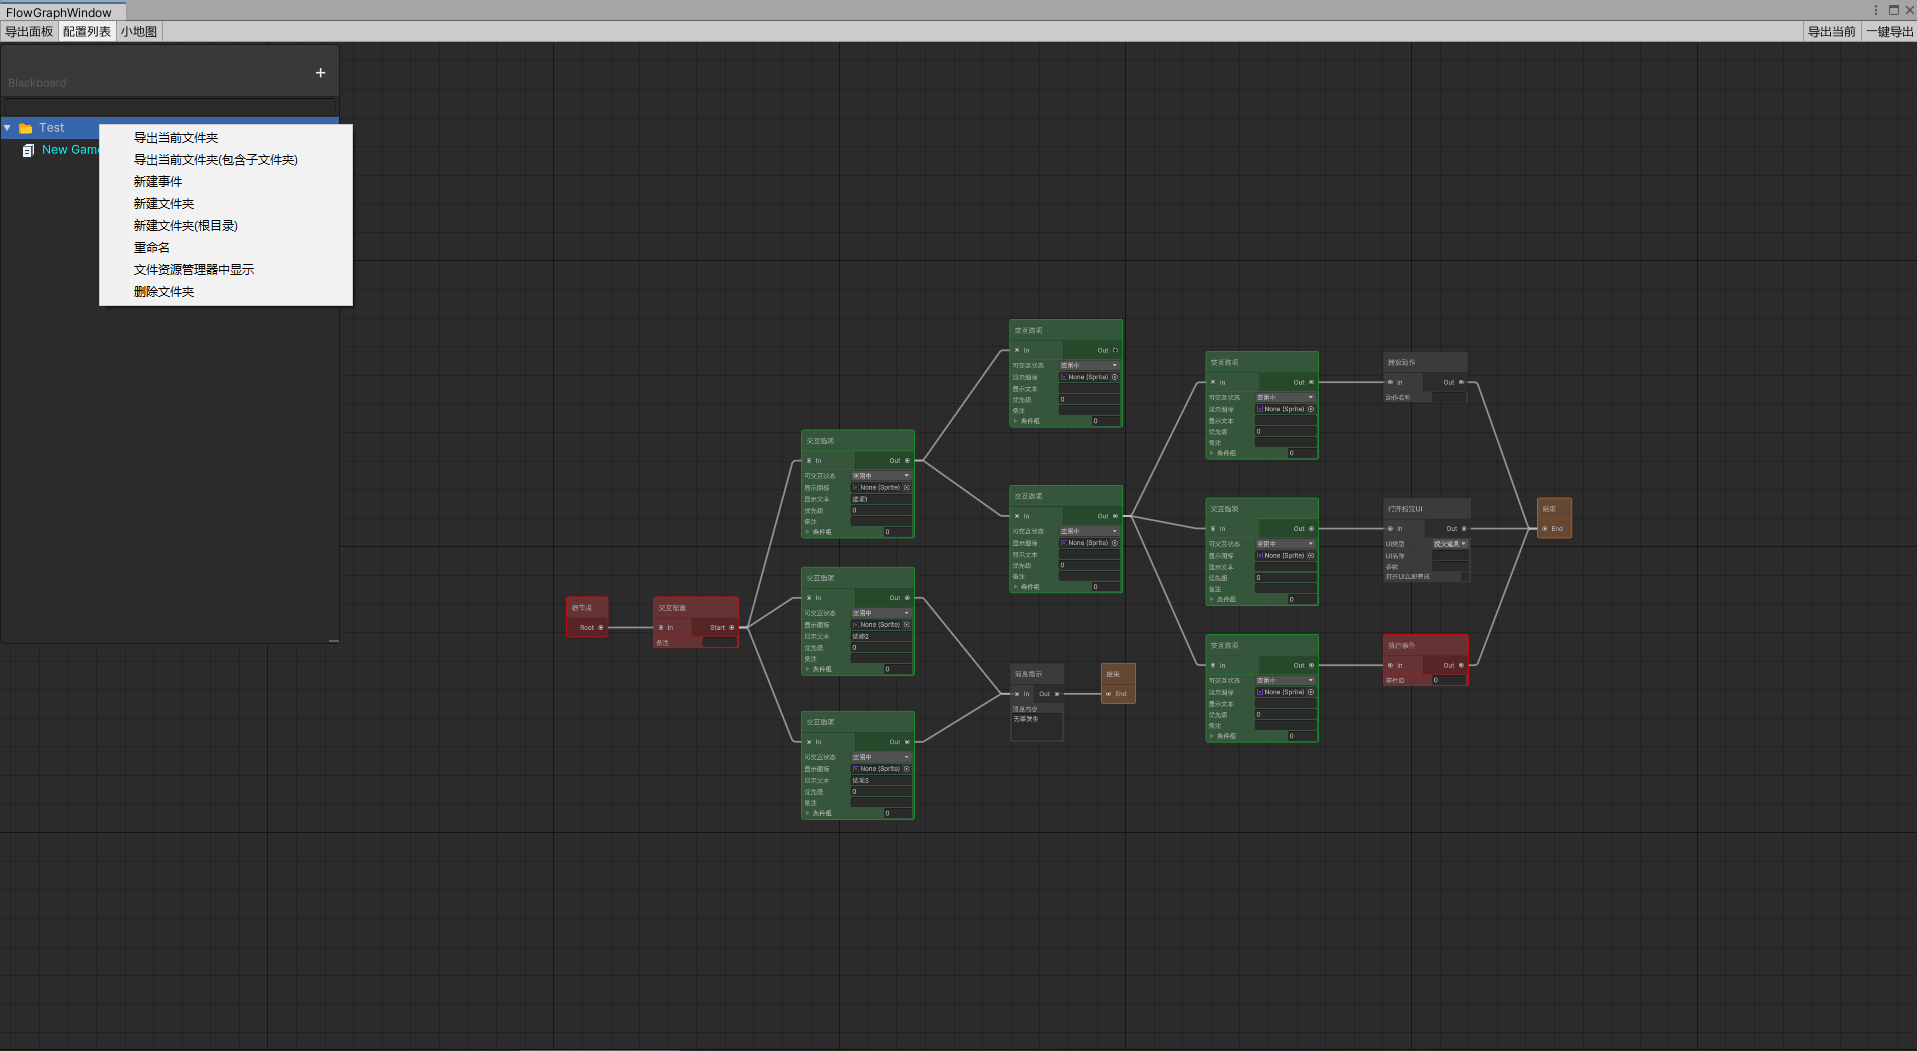 FlowGraphWindow
导出面板
配置列表
小地图
导出当前
一键导出
Blackboard
Test
New Game
导出当前文件夹
导出当前文件夹(包含子文件夹)
新建事件
新建文件夹
新建文件夹(根目录)
重命名
文件资源管理器中显示
删除文件夹
根节点
Root
交互配置
In Start
备注
交互选项
In Out
可交互状态 启用中
显示图标 None (Sprite)
显示文本 选项1
优先级 0
备注
条件组 0
交互选项
In Out
可交互状态 启用中
显示图标 None (Sprite)
显示文本 选项2
优先级 0
备注
条件组 0
交互选项
In Out
可交互状态 启用中
显示图标 None (Sprite)
显示文本 选项3
优先级 0
备注
条件组 0
交互选项
In Out
可交互状态 启用中
显示图标 None (Sprite)
显示文本
优先级 0
备注
条件组 0
交互选项
In Out
可交互状态 启用中
显示图标 None (Sprite)
显示文本
优先级 0
备注
条件组 0
消息提示
In Out
消息内容
无事发生
结束
End
交互选项
In Out
可交互状态 启用中
显示图标 None (Sprite)
显示文本
优先级 0
备注
条件组 0
交互选项
In Out
可交互状态 启用中
显示图标 None (Sprite)
显示文本
优先级 0
备注
条件组 0
交互选项
In Out
可交互状态 启用中
显示图标 None (Sprite)
显示文本
优先级 0
备注
条件组 0
播放动作
In Out
动作名称
打开指定UI
In Out
UI类型 提交道具
UI名称
参数
打开UI立即完成
执行事件
In Out
事件ID 0
结束
End